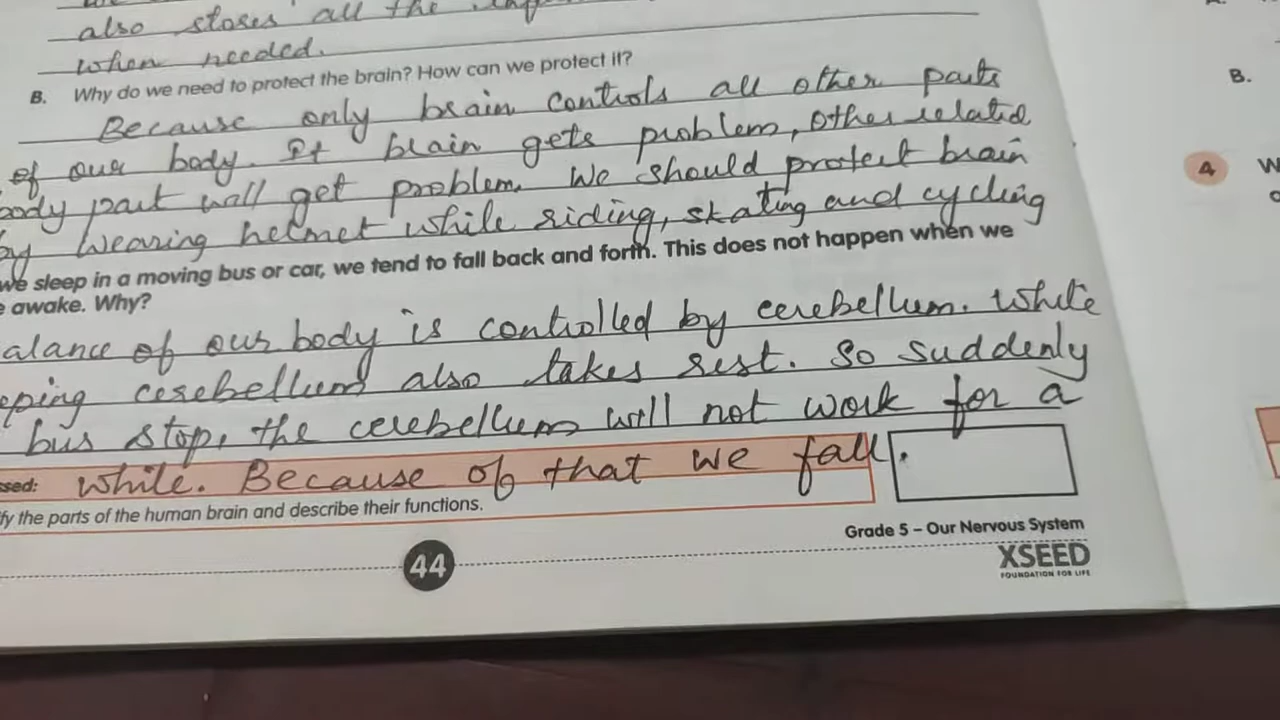 also stores all the
when needed.
B. Why do we need to protect the brain? How can we protect it?
Because only brain controls all other parts
of our body. If brain gets problem, other related
body part will get problem. We should protect brain
by wearing helmet while riding, skating and cycling
we sleep in a moving bus or car, we tend to fall back and forth. This does not happen when we
e awake. Why?
alance of our body is controlled by cerebellum. While
eping cerebellum also takes rest. So suddenly
bus stop, the cerebellum will not work for a
sed: while. Because of that we fall.
fy the parts of the human brain and describe their functions.
Grade 5 – Our Nervous System
44
XSEED
FOUNDATION FOR LIFE
B.
4 W